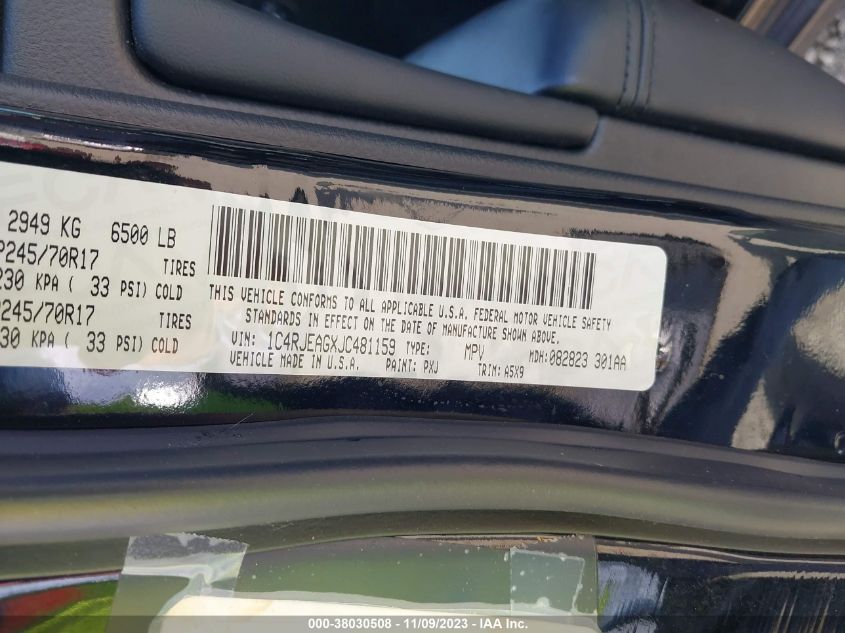 2949 KG 6500 LB
P245/70R17 TIRES
230 KPA ( 33 PSI) COLD
P245/70R17 TIRES
230 KPA ( 33 PSI) COLD
THIS VEHICLE CONFORMS TO ALL APPLICABLE U.S.A. FEDERAL MOTOR VEHICLE SAFETY
STANDARDS IN EFFECT ON THE DATE OF MANUFACTURE SHOWN ABOVE.
VIN: 1C4RJEAGXJC481159 TYPE: MPV MDH: 082823 301AA
VEHICLE MADE IN U.S.A. PAINT: PXJ TRIM: A5X9
000-38030508 - 11/09/2023 - IAA Inc.